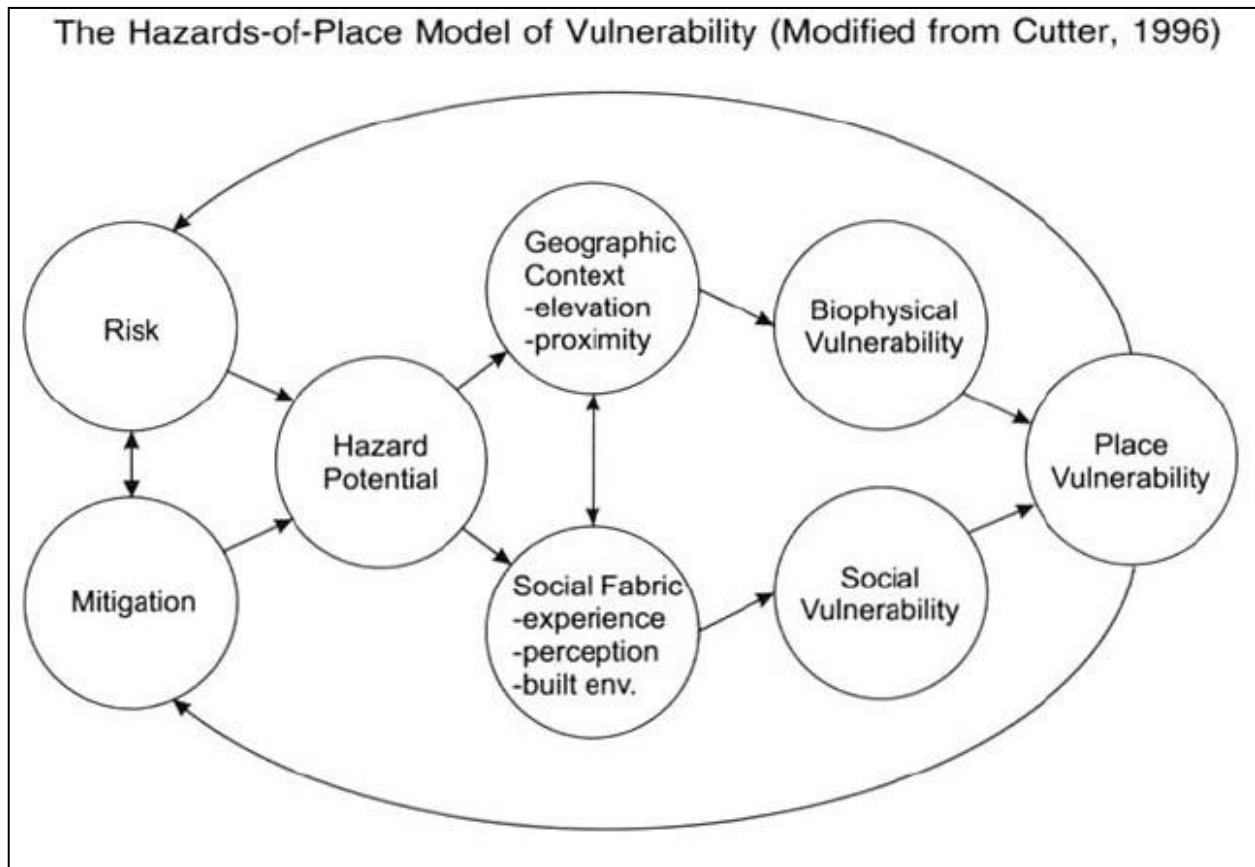 The Hazards-of-Place Model of Vulnerability (Modified from Cutter, 1996)
Risk
Mitigation
Hazard
Potential
Geographic
Context
-elevation
-proximity
Social Fabric
-experience
-perception
-built env.
Biophysical
Vulnerability
Social
Vulnerability
Place
Vulnerability